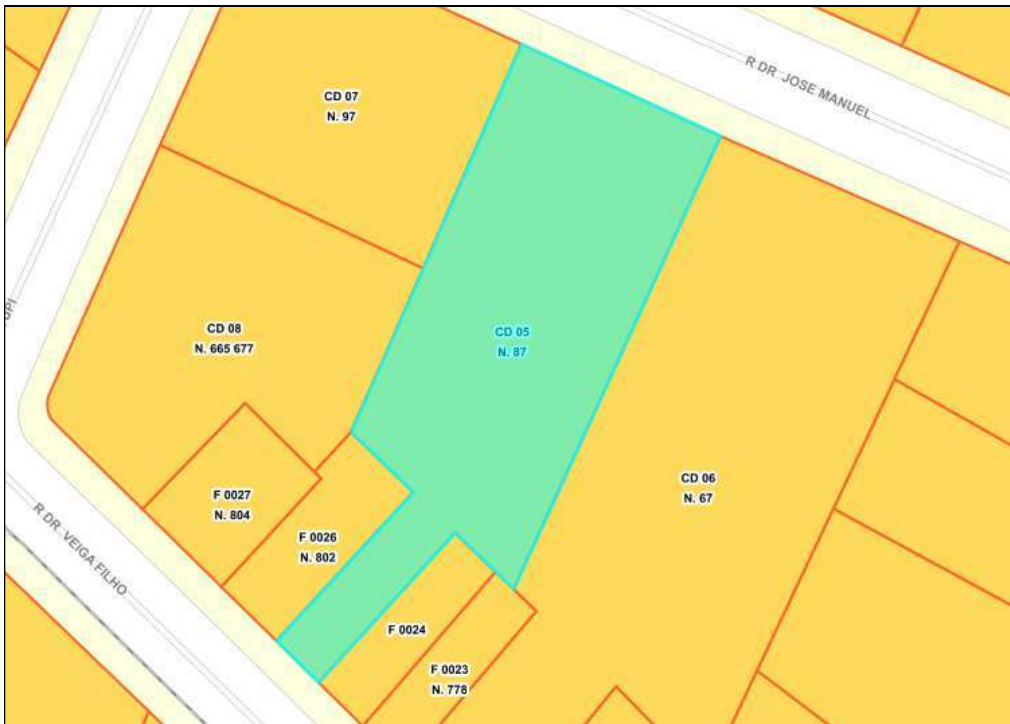 R DR. JOSE MANUEL
CD 07
N. 97
CD 08
N. 665 677
CD 05
N. 87
CD 06
N. 67
F 0027
N. 804
F 0026
N. 802
F 0024
F 0023
N. 778
R DR. VEIGA FILHO